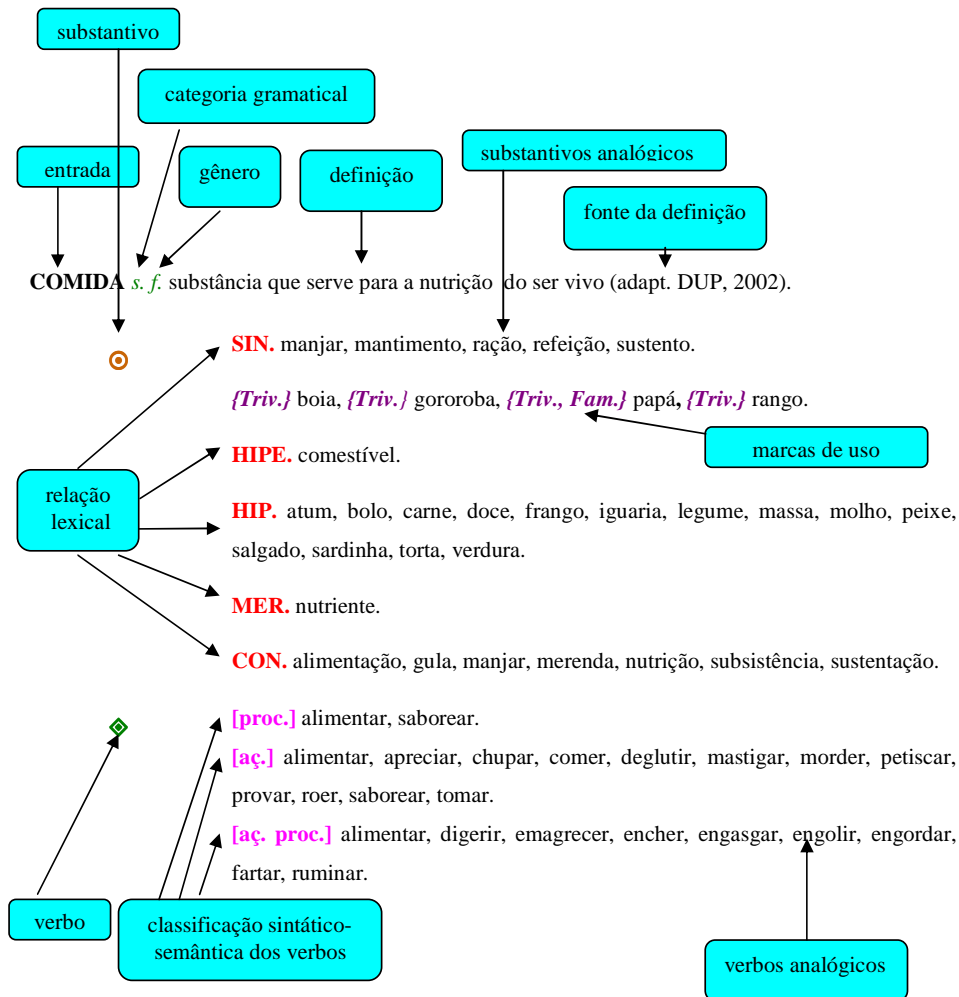 substantivo
categoria gramatical
substantivos analógicos
entrada
gênero
definição
fonte da definição
COMIDA s. f. substância que serve para a nutrição do ser vivo (adapt. DUP, 2002).
SIN. manjar, mantimento, ração, refeição, sustento.
{Triv.} boia, {Triv.} gororoba, {Triv., Fam.} papá, {Triv.} rango.
marcas de uso
HIPE. comestível.
relação
lexical
HIP. atum, bolo, carne, doce, frango, iguaria, legume, massa, molho, peixe,
salgado, sardinha, torta, verdura.
MER. nutriente.
CON. alimentação, gula, manjar, merenda, nutrição, subsistência, sustentação.
[proc.] alimentar, saborear.
[aç.] alimentar, apreciar, chupar, comer, deglutir, mastigar, morder, petiscar,
provar, roer, saborear, tomar.
[aç. proc.] alimentar, digerir, emagrecer, encher, engasgar, engolir, engordar,
fartar, ruminar.
verbo
classificação sintático-
semântica dos verbos
verbos analógicos